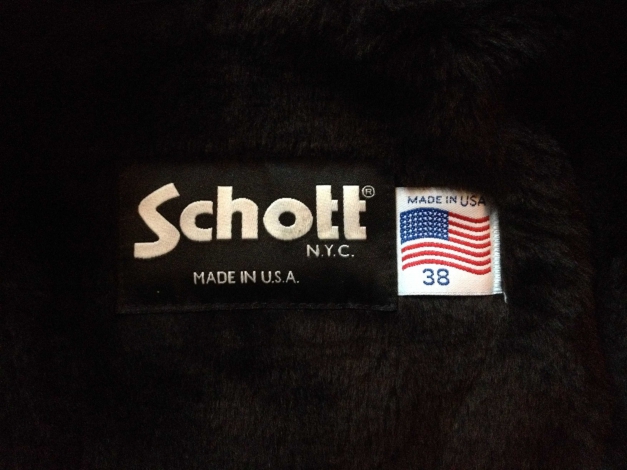 Schott®
N.Y.C.
MADE IN U.S.A.
MADE IN USA
38